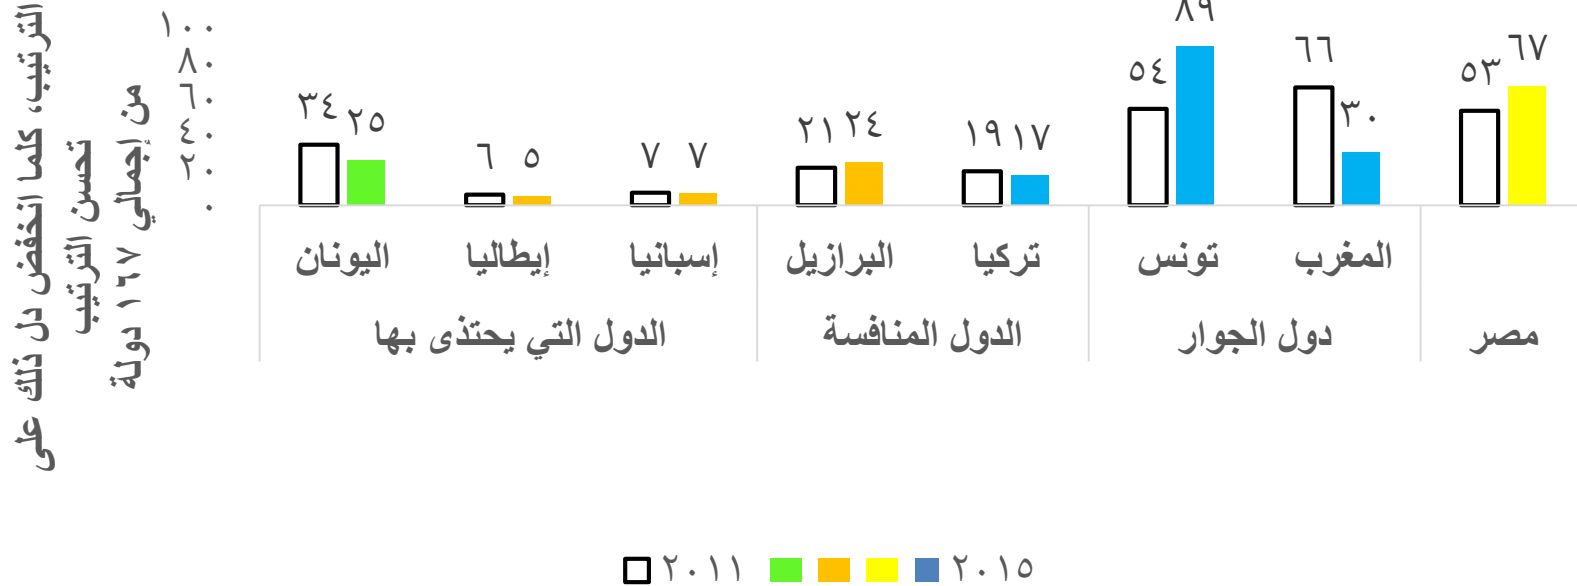 الترتيب، كلما انخفض دل ذلك على
تحسن الترتيب
من إجمالي ١٦٧ دولة
١٠٠
٨٠
٦٠
٤٠
٢٠
٠
٣٤ ٢٥ ٦ ٥ ٧ ٧ ٢١ ٢٤ ١٩ ١٧ ٥٤ ٨٩ ٦٦ ٣٠ ٥٣ ٦٧
اليونان إيطاليا إسبانيا البرازيل تركيا تونس المغرب
الدول التي يحتذى بها الدول المنافسة دول الجوار مصر
٢٠١١ ٢٠١٥